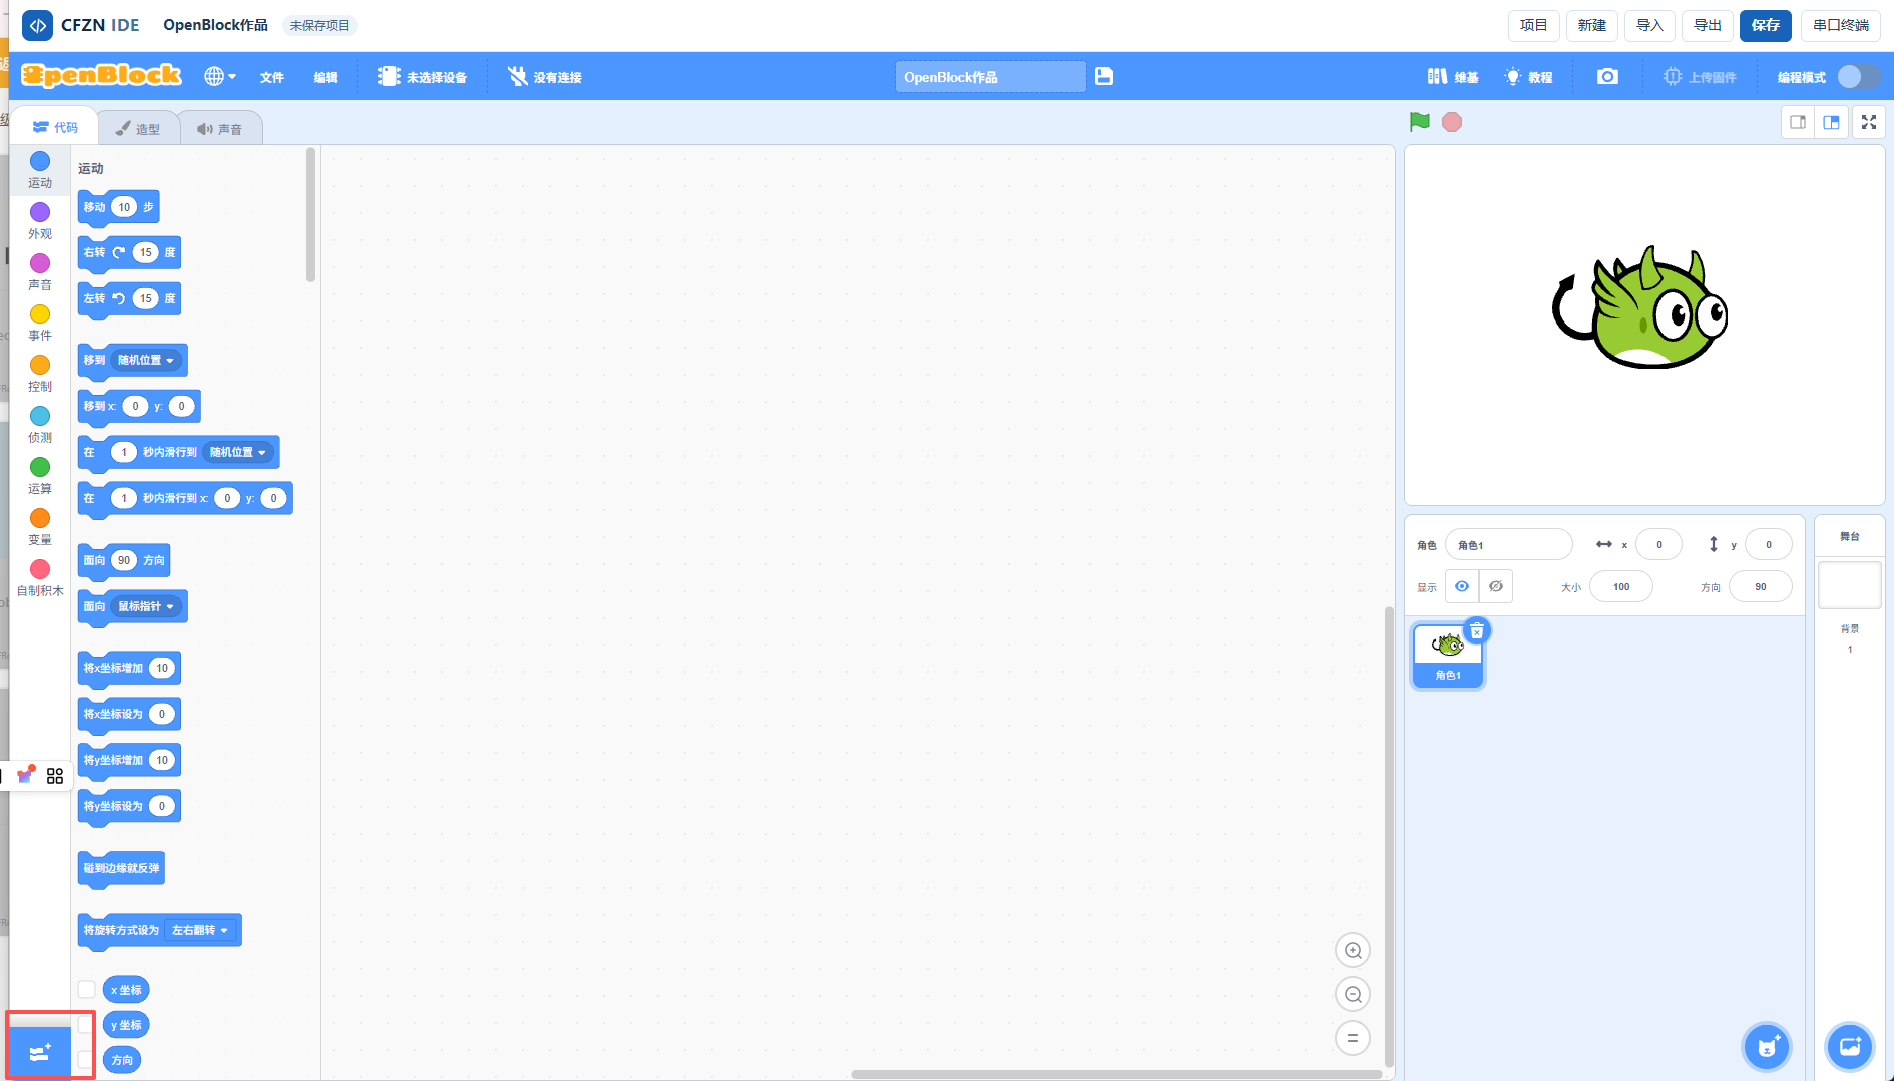 CFZN IDE
OpenBlock作品
未保存项目
项目
新建
导入
导出
保存
串口终端
OpenBlock
文件
编辑
未选择设备
没有连接
OpenBlock作品
维基
教程
上传固件
编程模式
代码
造型
声音
运动
外观
声音
事件
控制
侦测
运算
变量
自制积木
运动
移动 10 步
右转 15 度
左转 15 度
移到 随机位置
移到 x: 0 y: 0
在 1 秒内滑行到 随机位置
在 1 秒内滑行到 x: 0 y: 0
面向 90 方向
面向 鼠标指针
将x坐标增加 10
将x坐标设为 0
将y坐标增加 10
将y坐标设为 0
碰到边缘就反弹
将旋转方式设为 左右翻转
x 坐标
y 坐标
方向
角色 角色1 x 0 y 0
显示 大小 100 方向 90
角色1
舞台
背景
1